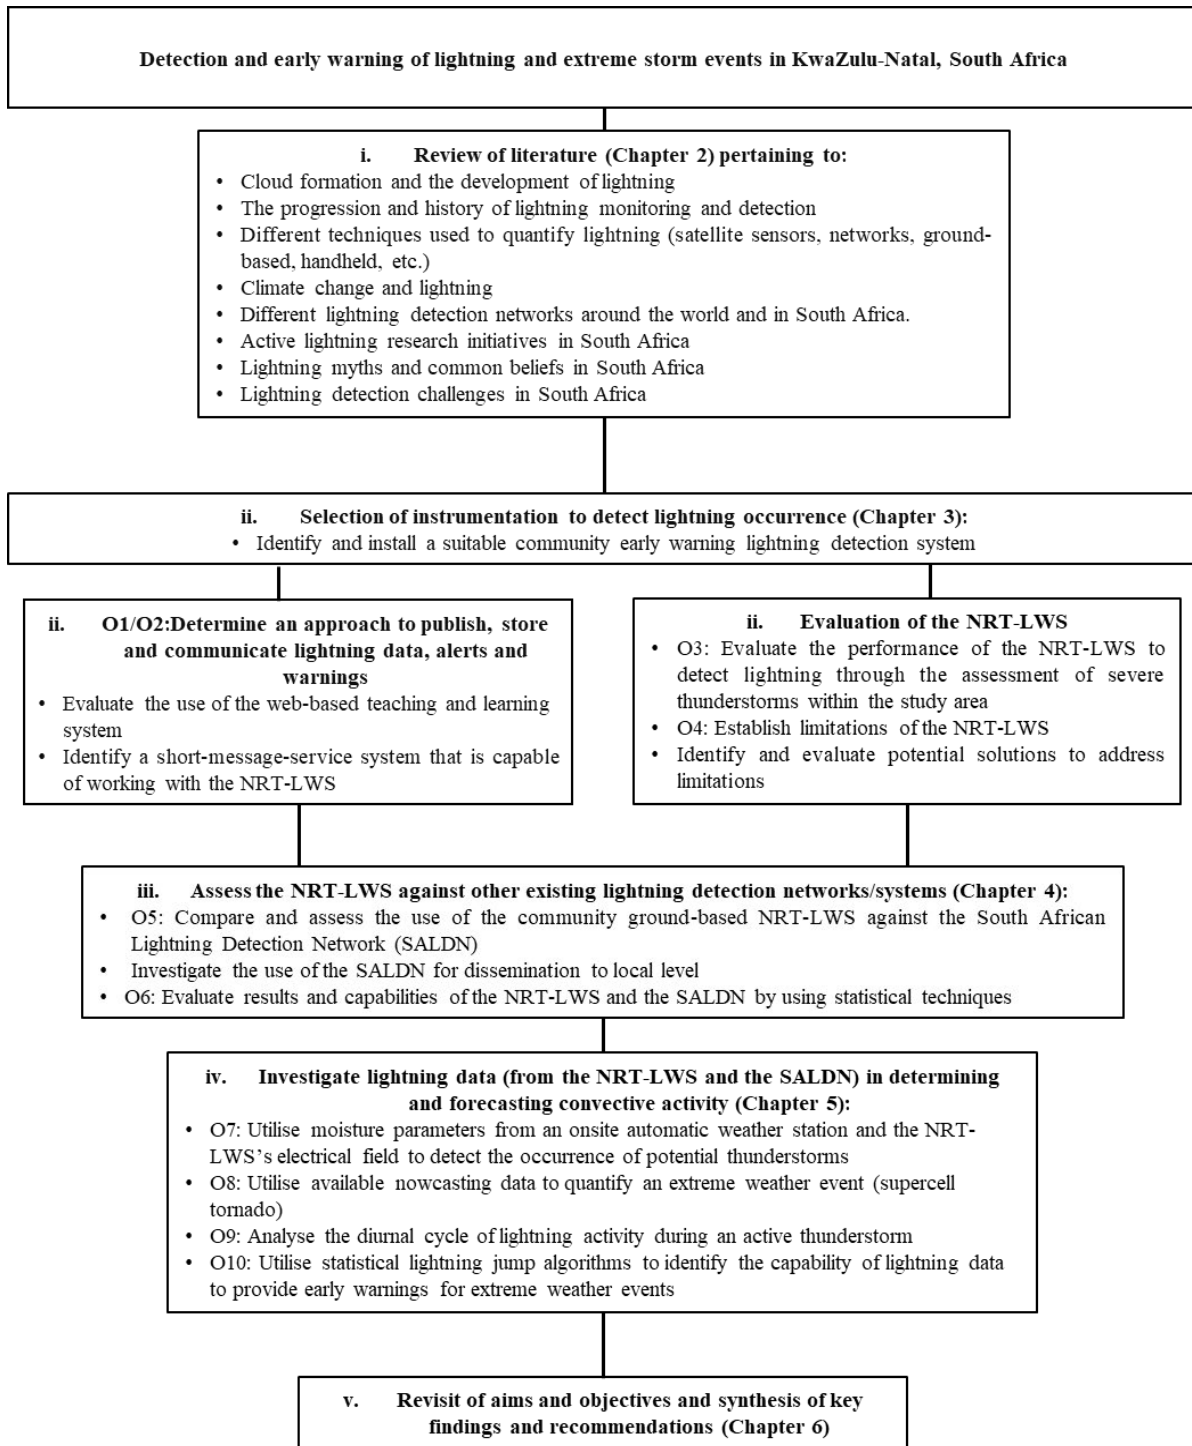 Detection and early warning of lightning and extreme storm events in KwaZulu-Natal, South Africa
i. Review of literature (Chapter 2) pertaining to:
• Cloud formation and the development of lightning
• The progression and history of lightning monitoring and detection
• Different techniques used to quantify lightning (satellite sensors, networks, ground-
based, handheld, etc.)
• Climate change and lightning
• Different lightning detection networks around the world and in South Africa.
• Active lightning research initiatives in South Africa
• Lightning myths and common beliefs in South Africa
• Lightning detection challenges in South Africa
ii. Selection of instrumentation to detect lightning occurrence (Chapter 3):
• Identify and install a suitable community early warning lightning detection system
ii. O1/O2:Determine an approach to publish, store
and communicate lightning data, alerts and
warnings
• Evaluate the use of the web-based teaching and learning
system
• Identify a short-message-service system that is capable
of working with the NRT-LWS
ii. Evaluation of the NRT-LWS
• O3: Evaluate the performance of the NRT-LWS to
detect lightning through the assessment of severe
thunderstorms within the study area
• O4: Establish limitations of the NRT-LWS
• Identify and evaluate potential solutions to address
limitations
iii. Assess the NRT-LWS against other existing lightning detection networks/systems (Chapter 4):
• O5: Compare and assess the use of the community ground-based NRT-LWS against the South African
Lightning Detection Network (SALDN)
• Investigate the use of the SALDN for dissemination to local level
• O6: Evaluate results and capabilities of the NRT-LWS and the SALDN by using statistical techniques
iv. Investigate lightning data (from the NRT-LWS and the SALDN) in determining
and forecasting convective activity (Chapter 5):
• O7: Utilise moisture parameters from an onsite automatic weather station and the NRT-
LWS's electrical field to detect the occurrence of potential thunderstorms
• O8: Utilise available nowcasting data to quantify an extreme weather event (supercell
tornado)
• O9: Analyse the diurnal cycle of lightning activity during an active thunderstorm
• O10: Utilise statistical lightning jump algorithms to identify the capability of lightning data
to provide early warnings for extreme weather events
v. Revisit of aims and objectives and synthesis of key
findings and recommendations (Chapter 6)